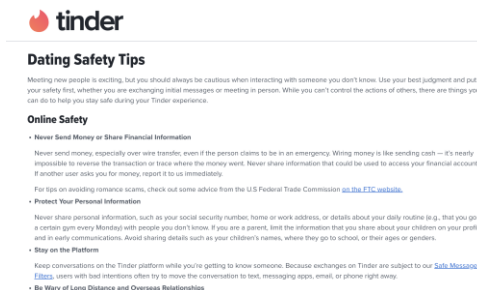 tinder
Dating Safety Tips
Meeting new people is exciting, but you should always be cautious when interacting with someone you don't know. Use your best judgment and put
your safety first, whether you are exchanging initial messages or meeting in person. While you can't control the actions of others, there are things you
can do to help you stay safe during your Tinder experience.
Online Safety
• Never Send Money or Share Financial Information
Never send money, especially over wire transfer, even if the person claims to be in an emergency. Wiring money is like sending cash — it's nearly
impossible to reverse the transaction or trace where the money went. Never share information that could be used to access your financial account
If another user asks you for money, report it to us immediately.
For tips on avoiding romance scams, check out some advice from the U.S Federal Trade Commission on the FTC website.
• Protect Your Personal Information
Never share personal information, such as your social security number, home or work address, or details about your daily routine (e.g., that you go
a certain gym every Monday) with people you don't know. If you are a parent, limit the information that you share about your children on your profi
and in early communications. Avoid sharing details such as your children's names, where they go to school, or their ages or genders.
• Stay on the Platform
Keep conversations on the Tinder platform while you're getting to know someone. Because exchanges on Tinder are subject to our Safe Message
Filters, users with bad intentions often try to move the conversation to text, messaging apps, email, or phone right away.
• Be Wary of Long Distance and Overseas Relationships